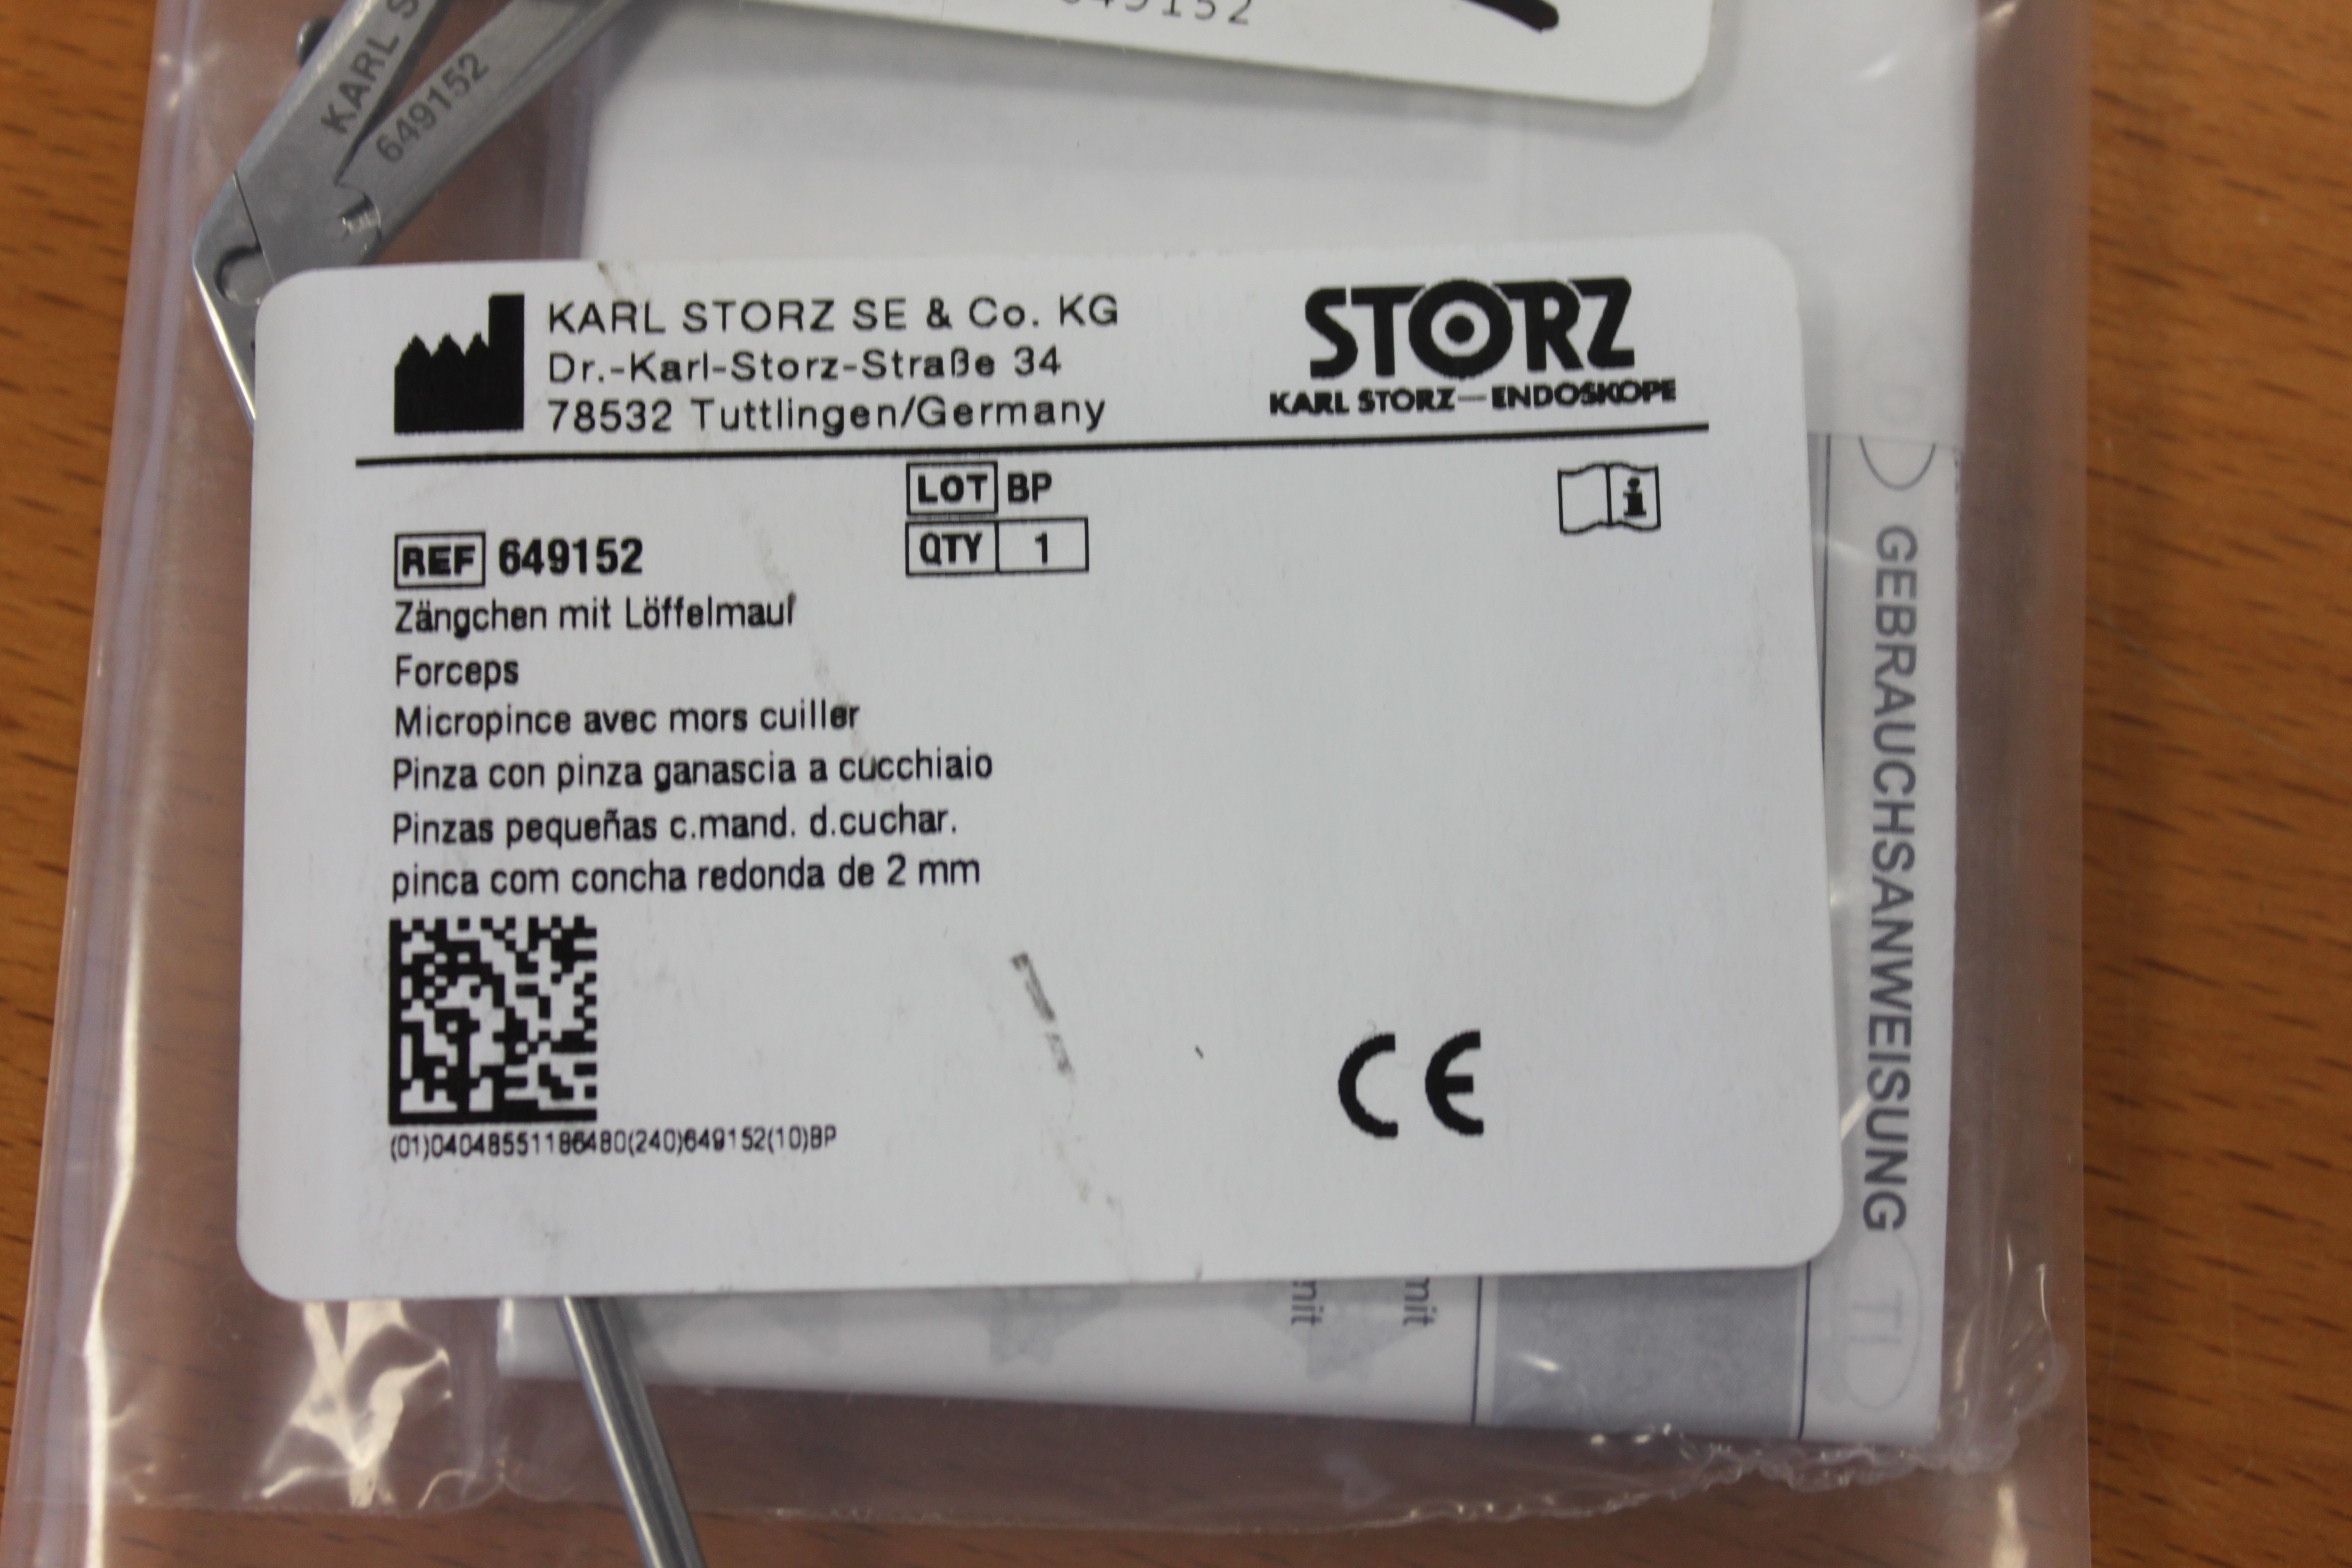 KARL S
649152
649152
KARL STORZ SE & Co. KG
Dr.-Karl-Storz-Straße 34
78532 Tuttlingen/Germany
STORZ
KARL STORZ—ENDOSKOPE
LOT BP
QTY 1
REF 649152
Zängchen mit Löffelmaul
Forceps
Micropince avec mors cuiller
Pinza con pinza ganascia a cucchiaio
Pinzas pequeñas c.mand. d.cuchar.
pinca com concha redonda de 2 mm
(01)04048551186480(240)649152(10)BP
CE
GEBRAUCHSANWEISUNG
mit
mit